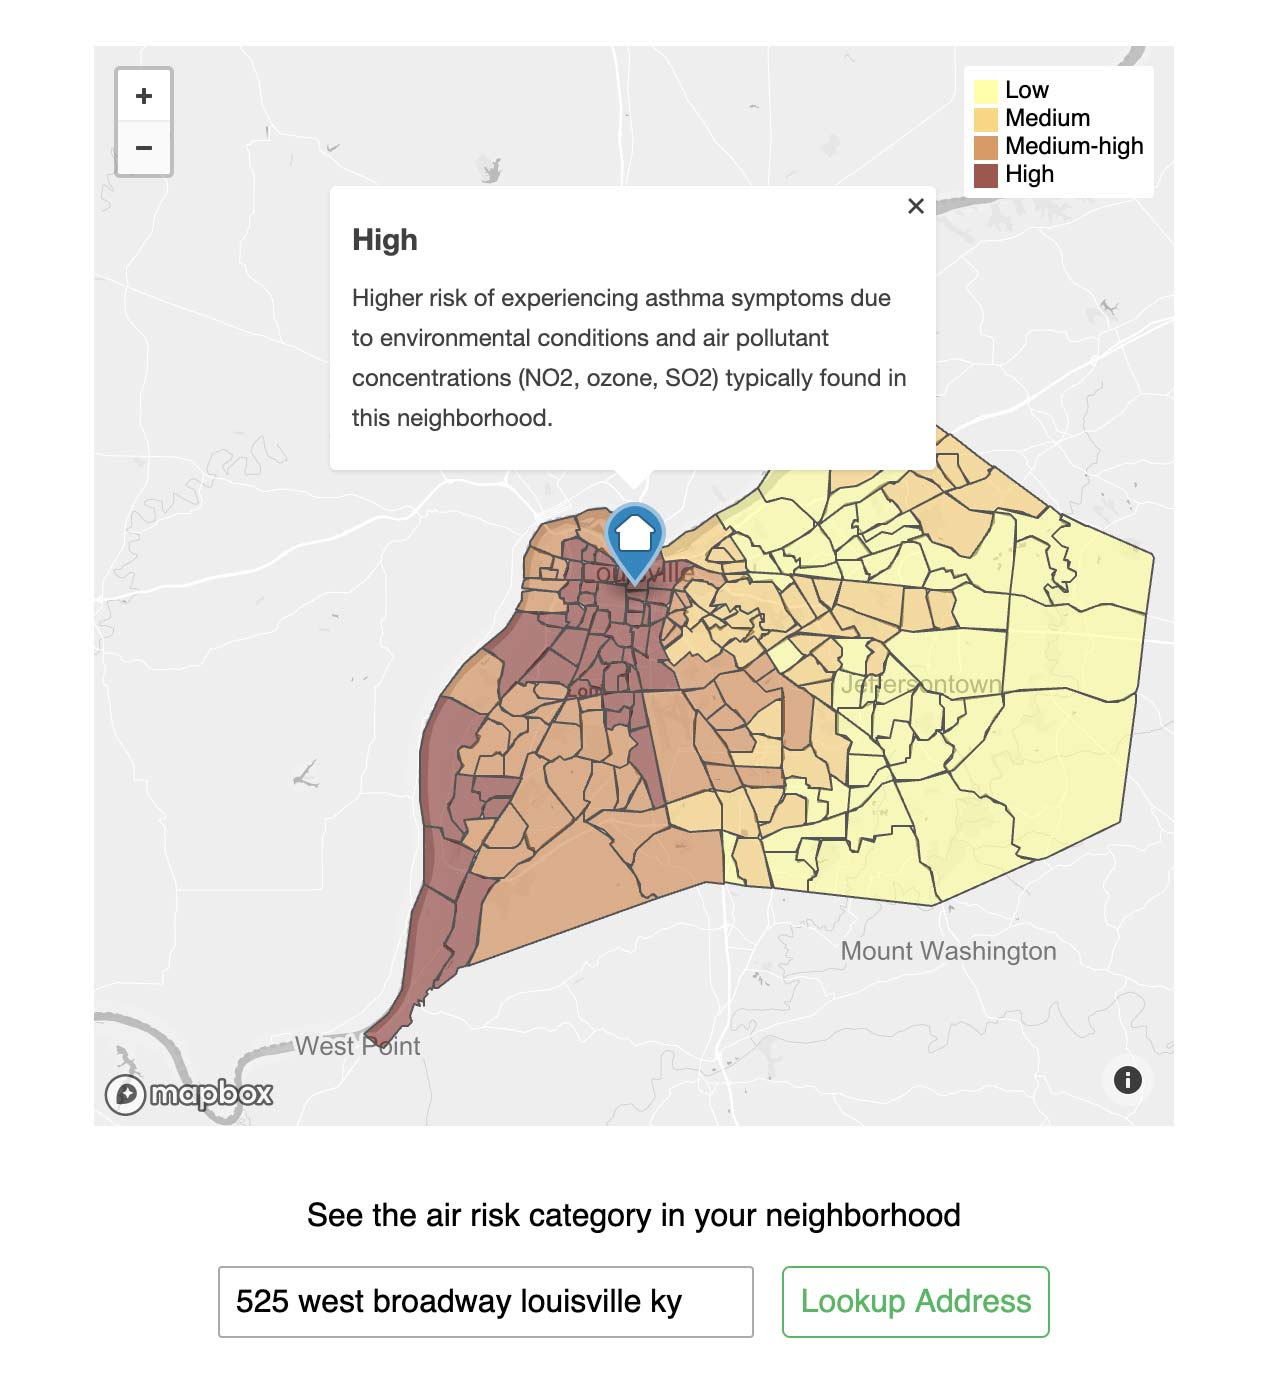 +
−
Low
Medium
Medium-high
High
×
High
Higher risk of experiencing asthma symptoms due
to environmental conditions and air pollutant
concentrations (NO2, ozone, SO2) typically found in
this neighborhood.
Jeffersontown
Mount Washington
West Point
mapbox
i
See the air risk category in your neighborhood
525 west broadway louisville ky
Lookup Address